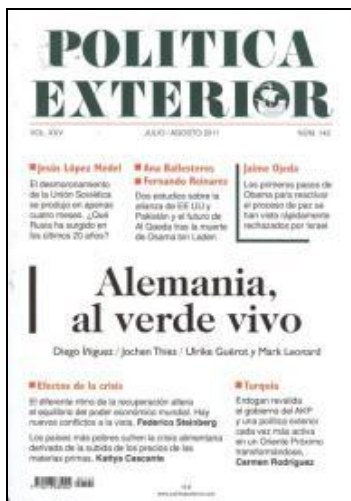 POLITICA
EXTERIOR
VOL. XXV JULIO / AGOSTO 2011 NÚM. 142
Jesús López Medel
El desmoronamiento
de la Unión Soviética
se produjo en apenas
cuatro meses. ¿Qué
Rusia ha surgido en
los últimos 20 años?
Ana Ballesteros
Fernando Reinares
Dos estudios sobre la
alianza de EE UU y
Pakistán y el futuro de
Al Qaeda tras la muerte
de Osama bin Laden
Jaime Ojeda
Los primeros pasos de
Obama para reactivar
el proceso de paz se
han visto rápidamente
rechazados por Israel
Alemania,
al verde vivo
Diego Íñiguez / Jochen Thies / Ulrike Guérot y Mark Leonard
Efectos de la crisis
El diferente ritmo de la recuperación altera
el equilibrio del poder económico mundial. Hay
nuevos conflictos a la vista, Federico Steinberg
Los países más pobres sufren la crisis alimentaria
derivada de la subida de los precios de las
materias primas, Kattya Cascante
Turquía
Erdogan revalida
el gobierno del AKP
y una política exterior
cada vez más activa
en un Oriente Próximo
transformándose,
Carmen Rodríguez